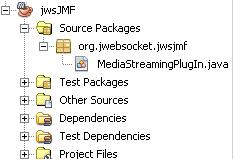 jwsJMF
Source Packages
org.jwebsocket.jwsjmf
MediaStreamingPlugIn.java
Test Packages
Other Sources
Dependencies
Test Dependencies
Project Files